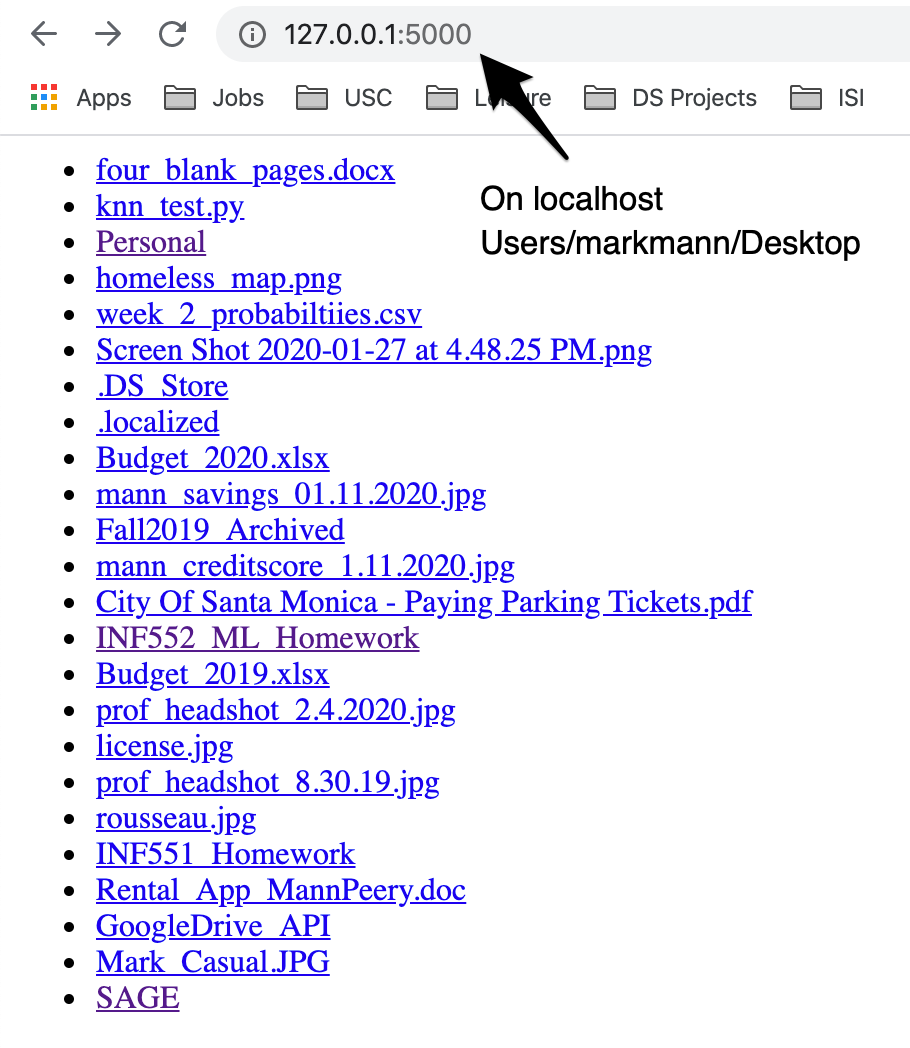 127.0.0.1:5000
Apps Jobs USC Leisure DS Projects ISI
four_blank_pages.docx
On localhost
knn_test.py
Users/markmann/Desktop
Personal
homeless_map.png
week_2_probabiltiies.csv
Screen Shot 2020-01-27 at 4.48.25 PM.png
.DS_Store
.localized
Budget_2020.xlsx
mann_savings_01.11.2020.jpg
Fall2019_Archived
mann_creditscore_1.11.2020.jpg
City Of Santa Monica - Paying Parking Tickets.pdf
INF552_ML_Homework
Budget_2019.xlsx
prof_headshot_2.4.2020.jpg
license.jpg
prof_headshot_8.30.19.jpg
rousseau.jpg
INF551_Homework
Rental_App_MannPeery.doc
GoogleDrive_API
Mark_Casual.JPG
SAGE